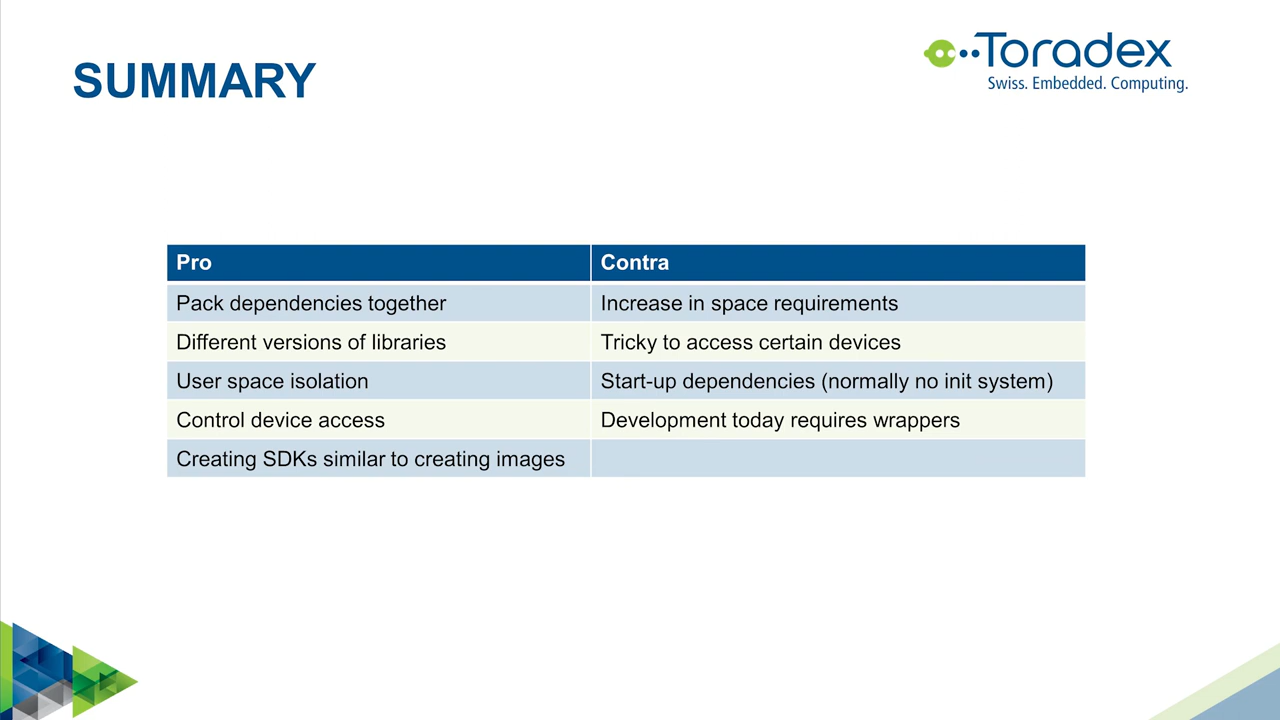 SUMMARY
Toradex
Swiss. Embedded. Computing.
Pro
Contra
Pack dependencies together
Increase in space requirements
Different versions of libraries
Tricky to access certain devices
User space isolation
Start-up dependencies (normally no init system)
Control device access
Development today requires wrappers
Creating SDKs similar to creating images